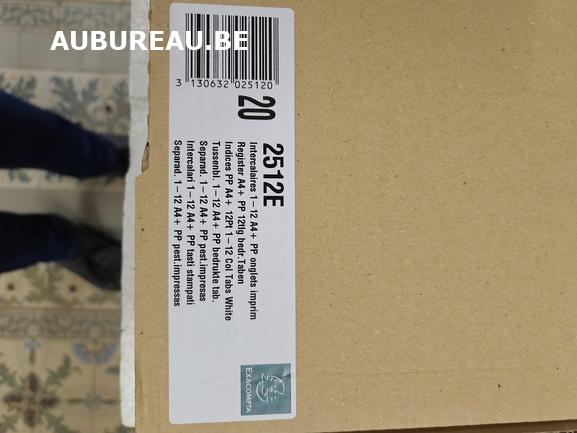 AUBUREAU.BE
3 130632 025120
20
2512E
Intercalaires 1-12 A4+ PP onglets imprim
Register A4+ PP 12tlg bedr.Taben
Indices PP A4+ 12Pt 1-12 Col Tabs White
Tussenbl. 1-12 A4+ PP bedrukte tab.
Separad. 1-12 A4+ PP pest.impresas
Intercalari 1-12 A4+ PP tasti stampati
Separad. 1-12 A4+ PP pest.impressas
EXACOMPTA